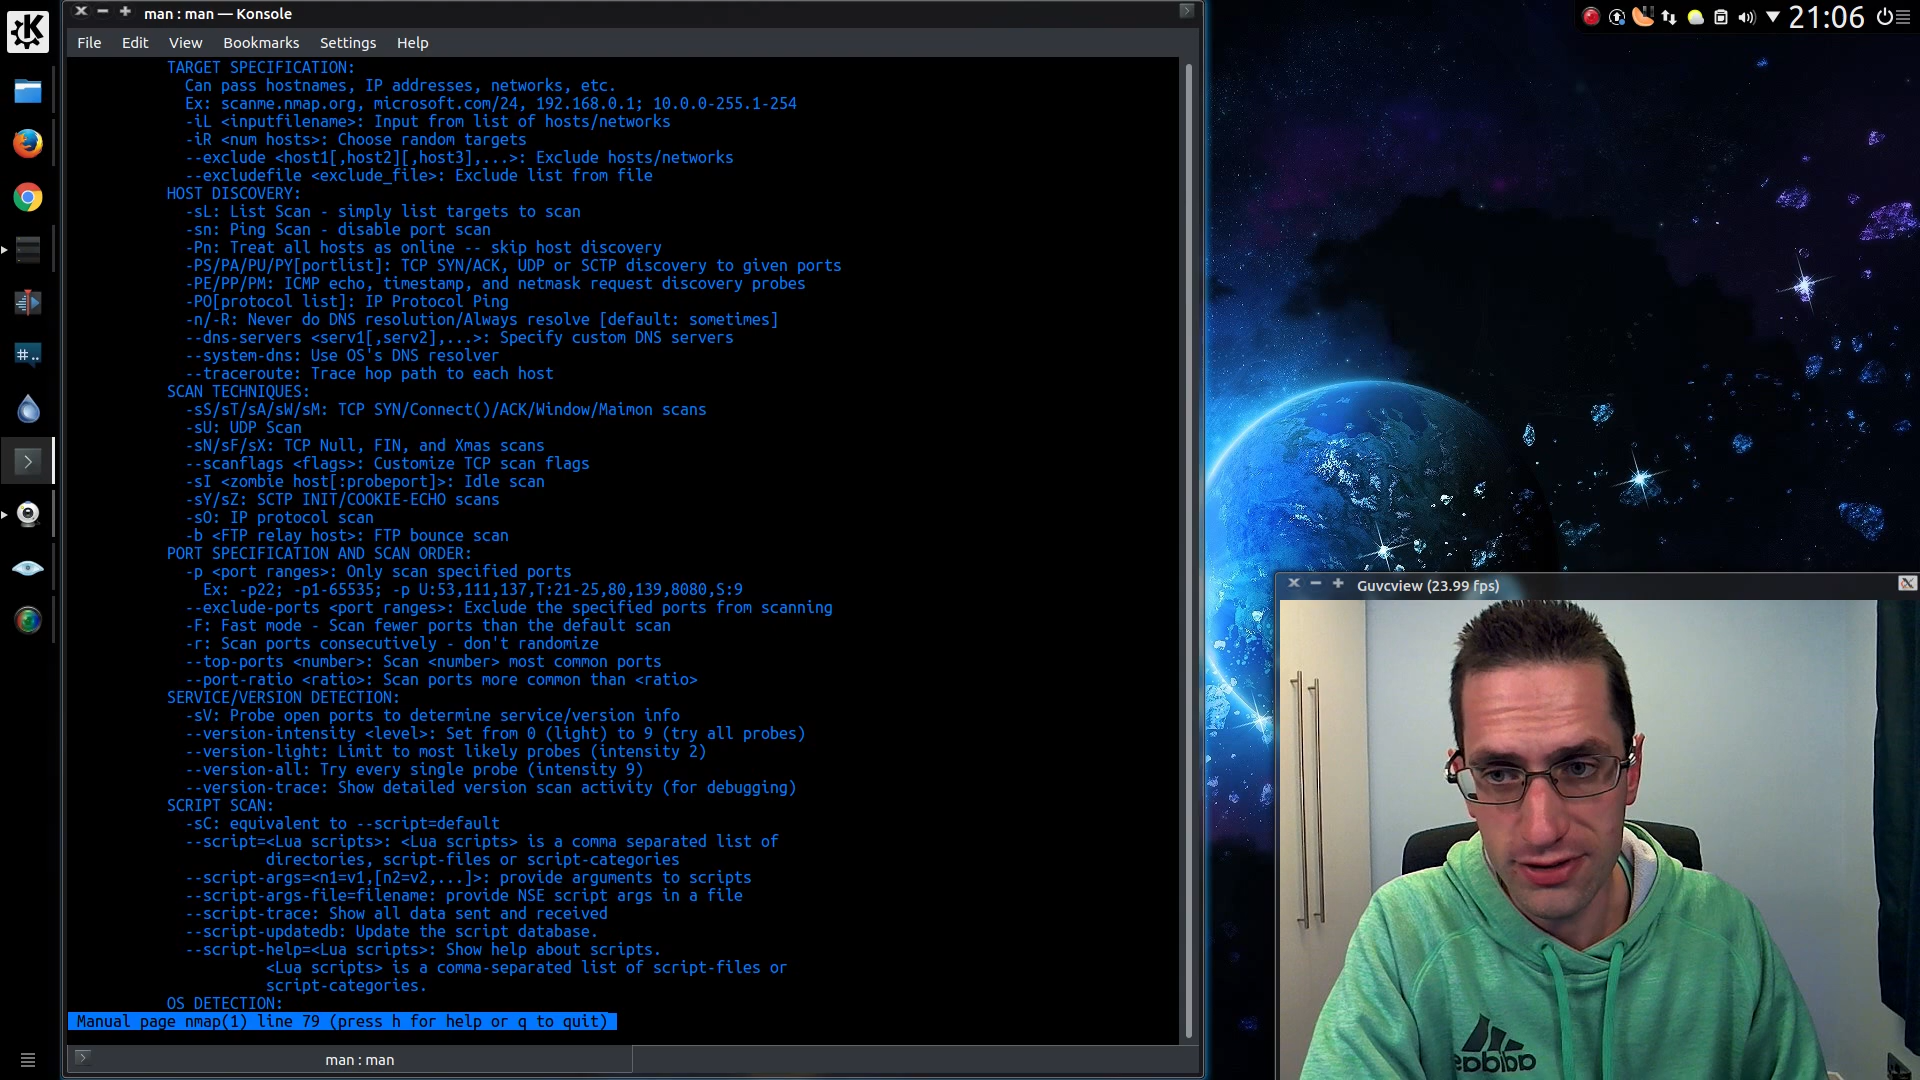 man : man — Konsole
File Edit View Bookmarks Settings Help
TARGET SPECIFICATION:
Can pass hostnames, IP addresses, networks, etc.
Ex: scanme.nmap.org, microsoft.com/24, 192.168.0.1; 10.0.0-255.1-254
-iL <inputfilename>: Input from list of hosts/networks
-iR <num hosts>: Choose random targets
--exclude <host1[,host2][,host3],...>: Exclude hosts/networks
--excludefile <exclude_file>: Exclude list from file
HOST DISCOVERY:
-sL: List Scan - simply list targets to scan
-sn: Ping Scan - disable port scan
-Pn: Treat all hosts as online -- skip host discovery
-PS/PA/PU/PY[portlist]: TCP SYN/ACK, UDP or SCTP discovery to given ports
-PE/PP/PM: ICMP echo, timestamp, and netmask request discovery probes
-PO[protocol list]: IP Protocol Ping
-n/-R: Never do DNS resolution/Always resolve [default: sometimes]
--dns-servers <serv1[,serv2],...>: Specify custom DNS servers
--system-dns: Use OS's DNS resolver
--traceroute: Trace hop path to each host
SCAN TECHNIQUES:
-sS/sT/sA/sW/sM: TCP SYN/Connect()/ACK/Window/Maimon scans
-sU: UDP Scan
-sN/sF/sX: TCP Null, FIN, and Xmas scans
--scanflags <flags>: Customize TCP scan flags
-sI <zombie host[:probeport]>: Idle scan
-sY/sZ: SCTP INIT/COOKIE-ECHO scans
-sO: IP protocol scan
-b <FTP relay host>: FTP bounce scan
PORT SPECIFICATION AND SCAN ORDER:
-p <port ranges>: Only scan specified ports
Ex: -p22; -p1-65535; -p U:53,111,137,T:21-25,80,139,8080,S:9
--exclude-ports <port ranges>: Exclude the specified ports from scanning
-F: Fast mode - Scan fewer ports than the default scan
-r: Scan ports consecutively - don't randomize
--top-ports <number>: Scan <number> most common ports
--port-ratio <ratio>: Scan ports more common than <ratio>
SERVICE/VERSION DETECTION:
-sV: Probe open ports to determine service/version info
--version-intensity <level>: Set from 0 (light) to 9 (try all probes)
--version-light: Limit to most likely probes (intensity 2)
--version-all: Try every single probe (intensity 9)
--version-trace: Show detailed version scan activity (for debugging)
SCRIPT SCAN:
-sC: equivalent to --script=default
--script=<Lua scripts>: <Lua scripts> is a comma separated list of
directories, script-files or script-categories
--script-args=<n1=v1,[n2=v2,...]>: provide arguments to scripts
--script-args-file=filename: provide NSE script args in a file
--script-trace: Show all data sent and received
--script-updatedb: Update the script database.
--script-help=<Lua scripts>: Show help about scripts.
<Lua scripts> is a comma-separated list of script-files or
script-categories.
OS DETECTION:
Manual page nmap(1) line 79 (press h for help or q to quit)
man : man
21:06
Guvcview (23.99 fps)
adidas